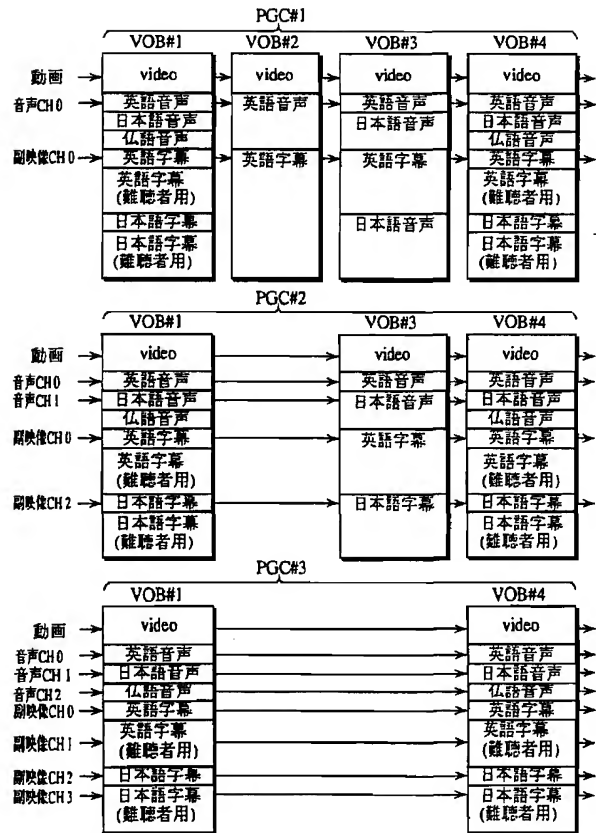 PGC#1
VOB#1 VOB#2 VOB#3 VOB#4
動画 video video video video
音声CH0 英語音声 英語音声 英語音声 英語音声
日本語音声 日本語音声 日本語音声
仏語音声 仏語音声
副映像CH0 英語字幕 英語字幕 英語字幕 英語字幕
英語字幕 英語字幕
(難聴者用) (難聴者用)
日本語字幕 日本語音声 日本語字幕
日本語字幕 日本語字幕
(難聴者用) (難聴者用)
PGC#2
VOB#1 VOB#3 VOB#4
動画 video video video
音声CH0 英語音声 英語音声 英語音声
音声CH1 日本語音声 日本語音声 日本語音声
仏語音声 仏語音声
副映像CH0 英語字幕 英語字幕 英語字幕
英語字幕 英語字幕
(難聴者用) (難聴者用)
副映像CH2 日本語字幕 日本語字幕 日本語字幕
日本語字幕 日本語字幕
(難聴者用) (難聴者用)
PGC#3
VOB#1 VOB#4
動画 video video
音声CH0 英語音声 英語音声
音声CH1 日本語音声 日本語音声
音声CH2 仏語音声 仏語音声
副映像CH0 英語字幕 英語字幕
副映像CH1 英語字幕 英語字幕
(難聴者用) (難聴者用)
副映像CH2 日本語字幕 日本語字幕
副映像CH3 日本語字幕 日本語字幕
(難聴者用) (難聴者用)